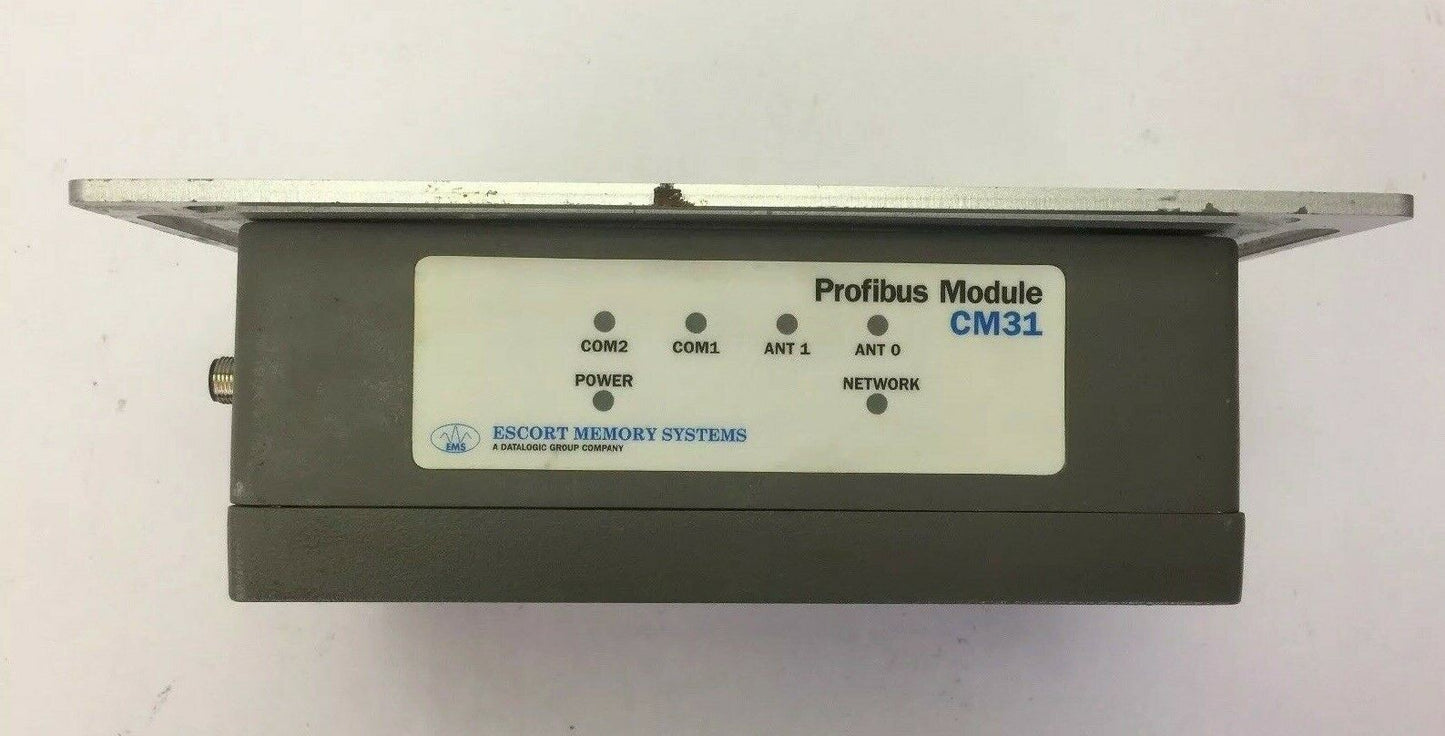 Profibus Module
CM31
COM2 COM1 ANT 1 ANT 0
POWER NETWORK
EMS
ESCORT MEMORY SYSTEMS
A DATALOGIC GROUP COMPANY